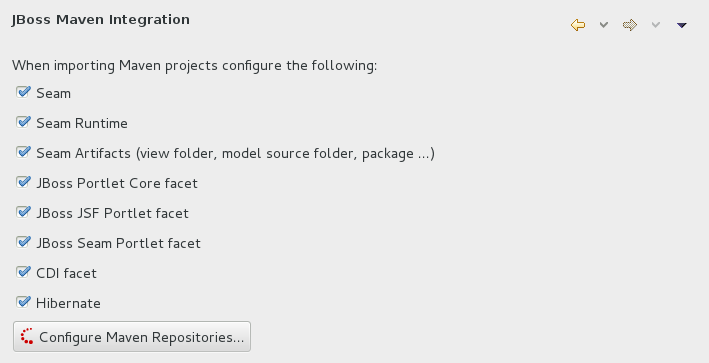 JBoss Maven Integration
When importing Maven projects configure the following:
Seam
Seam Runtime
Seam Artifacts (view folder, model source folder, package ...)
JBoss Portlet Core facet
JBoss JSF Portlet facet
JBoss Seam Portlet facet
CDI facet
Hibernate
Configure Maven Repositories...